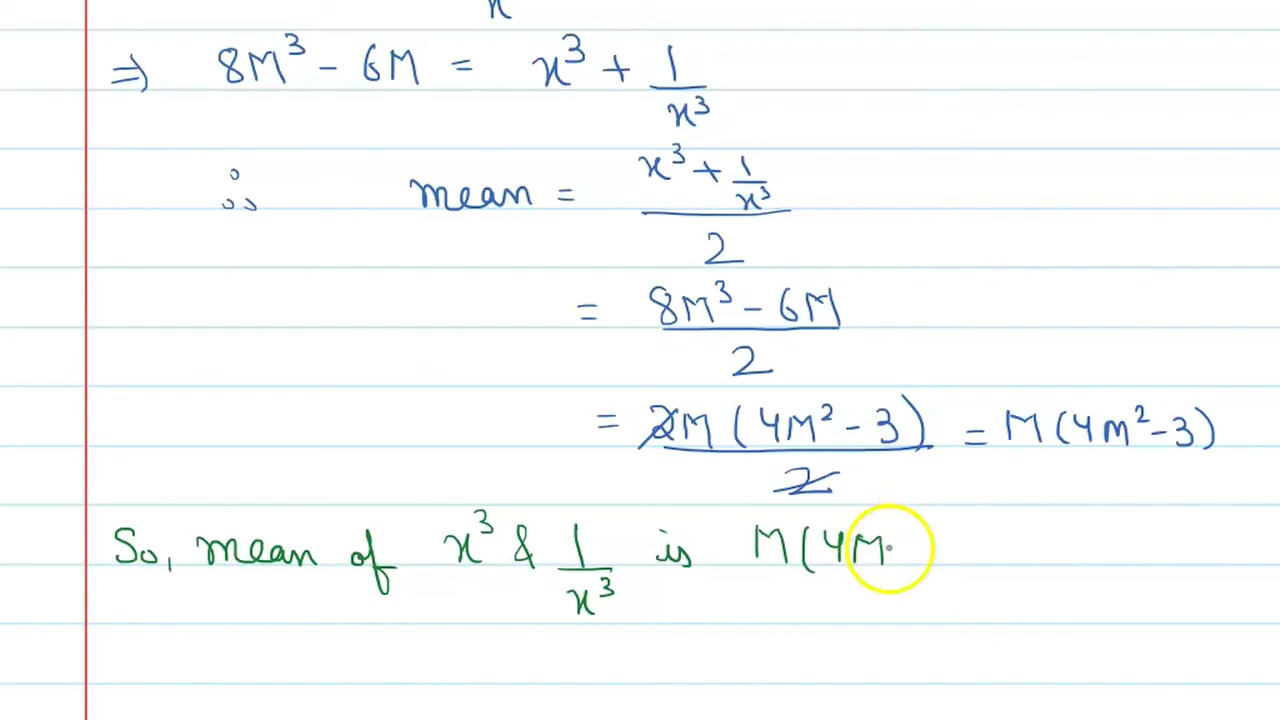 x
⇒ 8M³ - 6M = x³ + 1/x³
∴ mean = (x³ + 1/x³)/2
= (8M³ - 6M)/2
= 2M(4M² - 3)/2 = M(4m² - 3)
So, mean of x³ & 1/x³ is M(4M